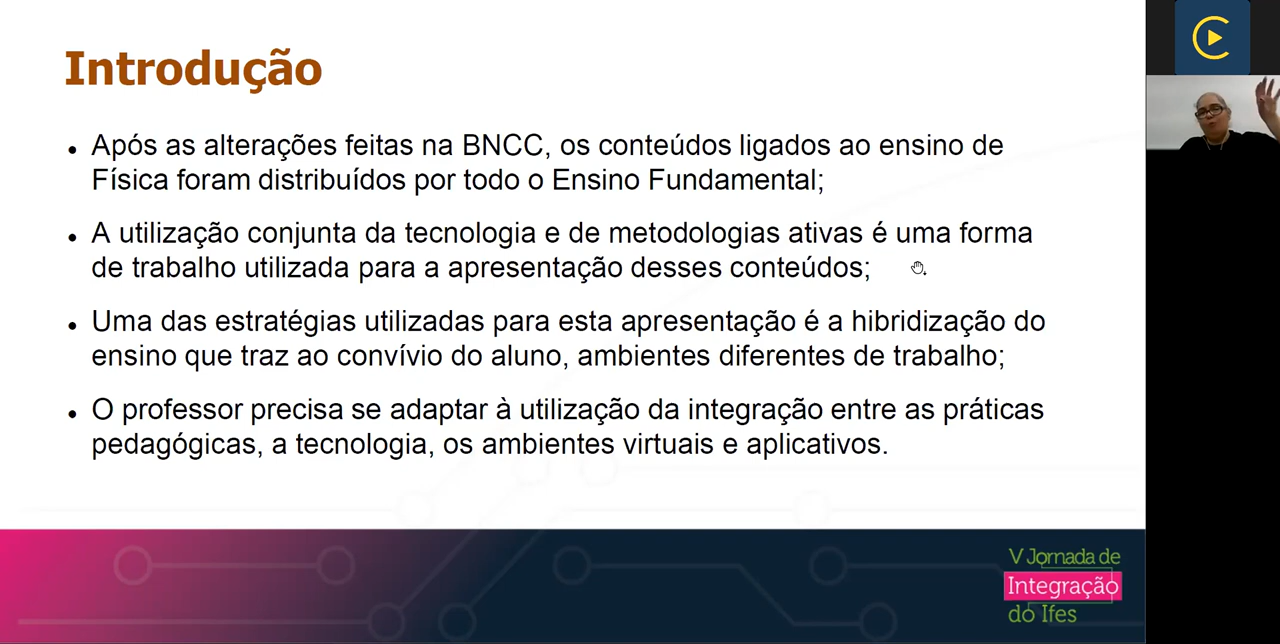 Introdução
Após as alterações feitas na BNCC, os conteúdos ligados ao ensino de
Física foram distribuídos por todo o Ensino Fundamental;
A utilização conjunta da tecnologia e de metodologias ativas é uma forma
de trabalho utilizada para a apresentação desses conteúdos;
Uma das estratégias utilizadas para esta apresentação é a hibridização do
ensino que traz ao convívio do aluno, ambientes diferentes de trabalho;
O professor precisa se adaptar à utilização da integração entre as práticas
pedagógicas, a tecnologia, os ambientes virtuais e aplicativos.
V Jornada de
Integração
do Ifes